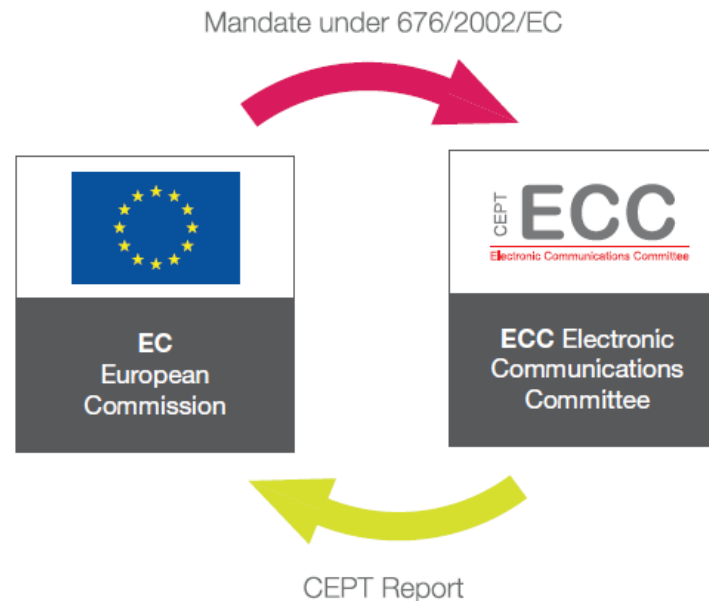 Mandate under 676/2002/EC
EC
European
Commission
CEPT
ECC
Electronic Communications Committee
ECC Electronic
Communications
Committee
CEPT Report